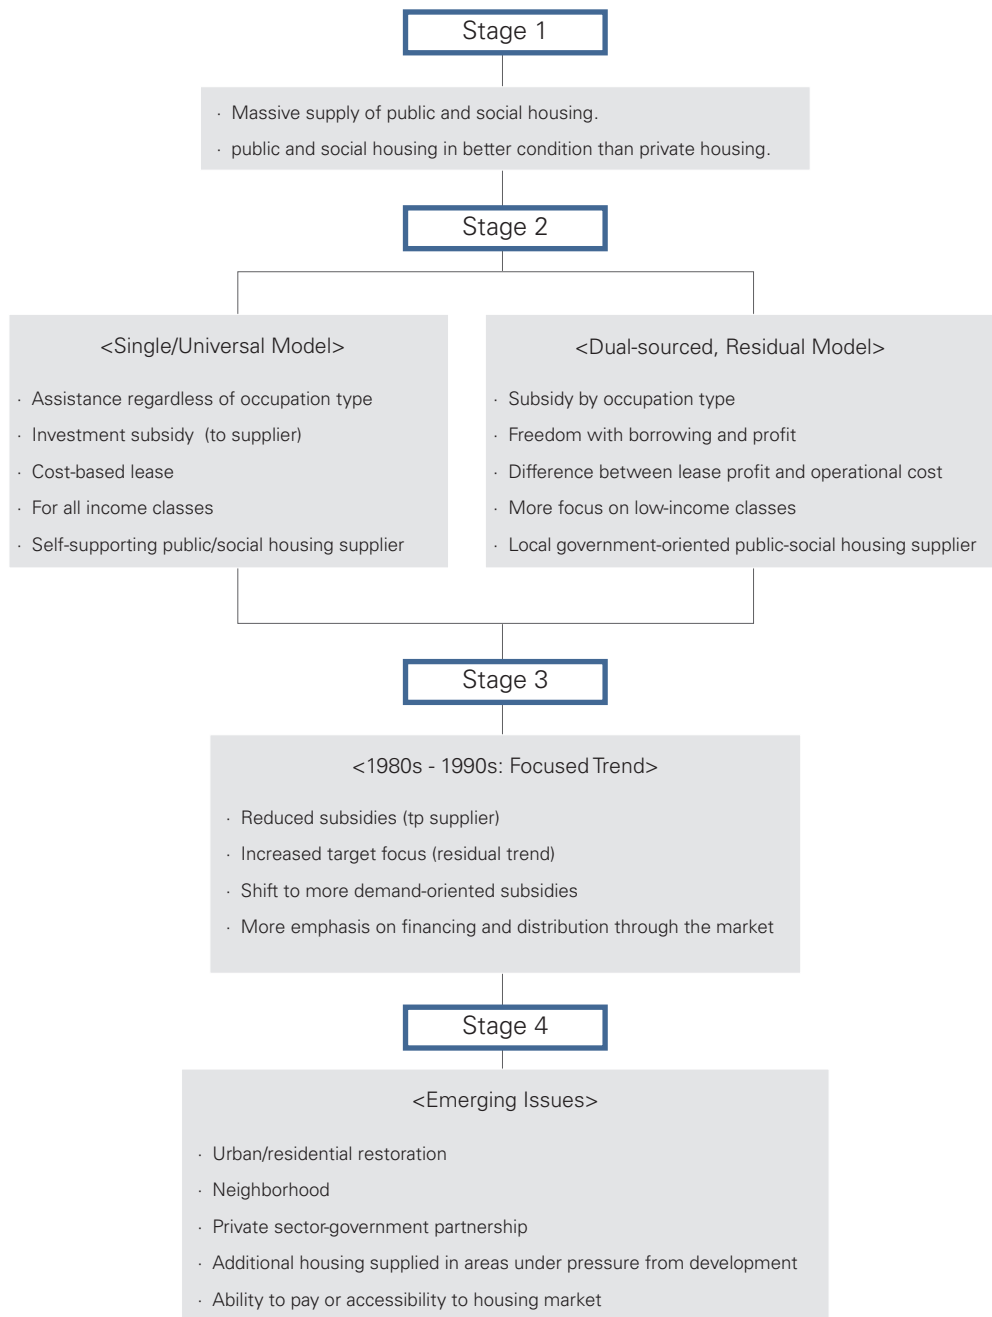 Stage 1
· Massive supply of public and social housing.
· public and social housing in better condition than private housing.
Stage 2
<Single/Universal Model>
· Assistance regardless of occupation type
· Investment subsidy (to supplier)
· Cost-based lease
· For all income classes
· Self-supporting public/social housing supplier
<Dual-sourced, Residual Model>
· Subsidy by occupation type
· Freedom with borrowing and profit
· Difference between lease profit and operational cost
· More focus on low-income classes
· Local government-oriented public-social housing supplier
Stage 3
<1980s - 1990s: Focused Trend>
· Reduced subsidies (tp supplier)
· Increased target focus (residual trend)
· Shift to more demand-oriented subsidies
· More emphasis on financing and distribution through the market
Stage 4
<Emerging Issues>
· Urban/residential restoration
· Neighborhood
· Private sector-government partnership
· Additional housing supplied in areas under pressure from development
· Ability to pay or accessibility to housing market